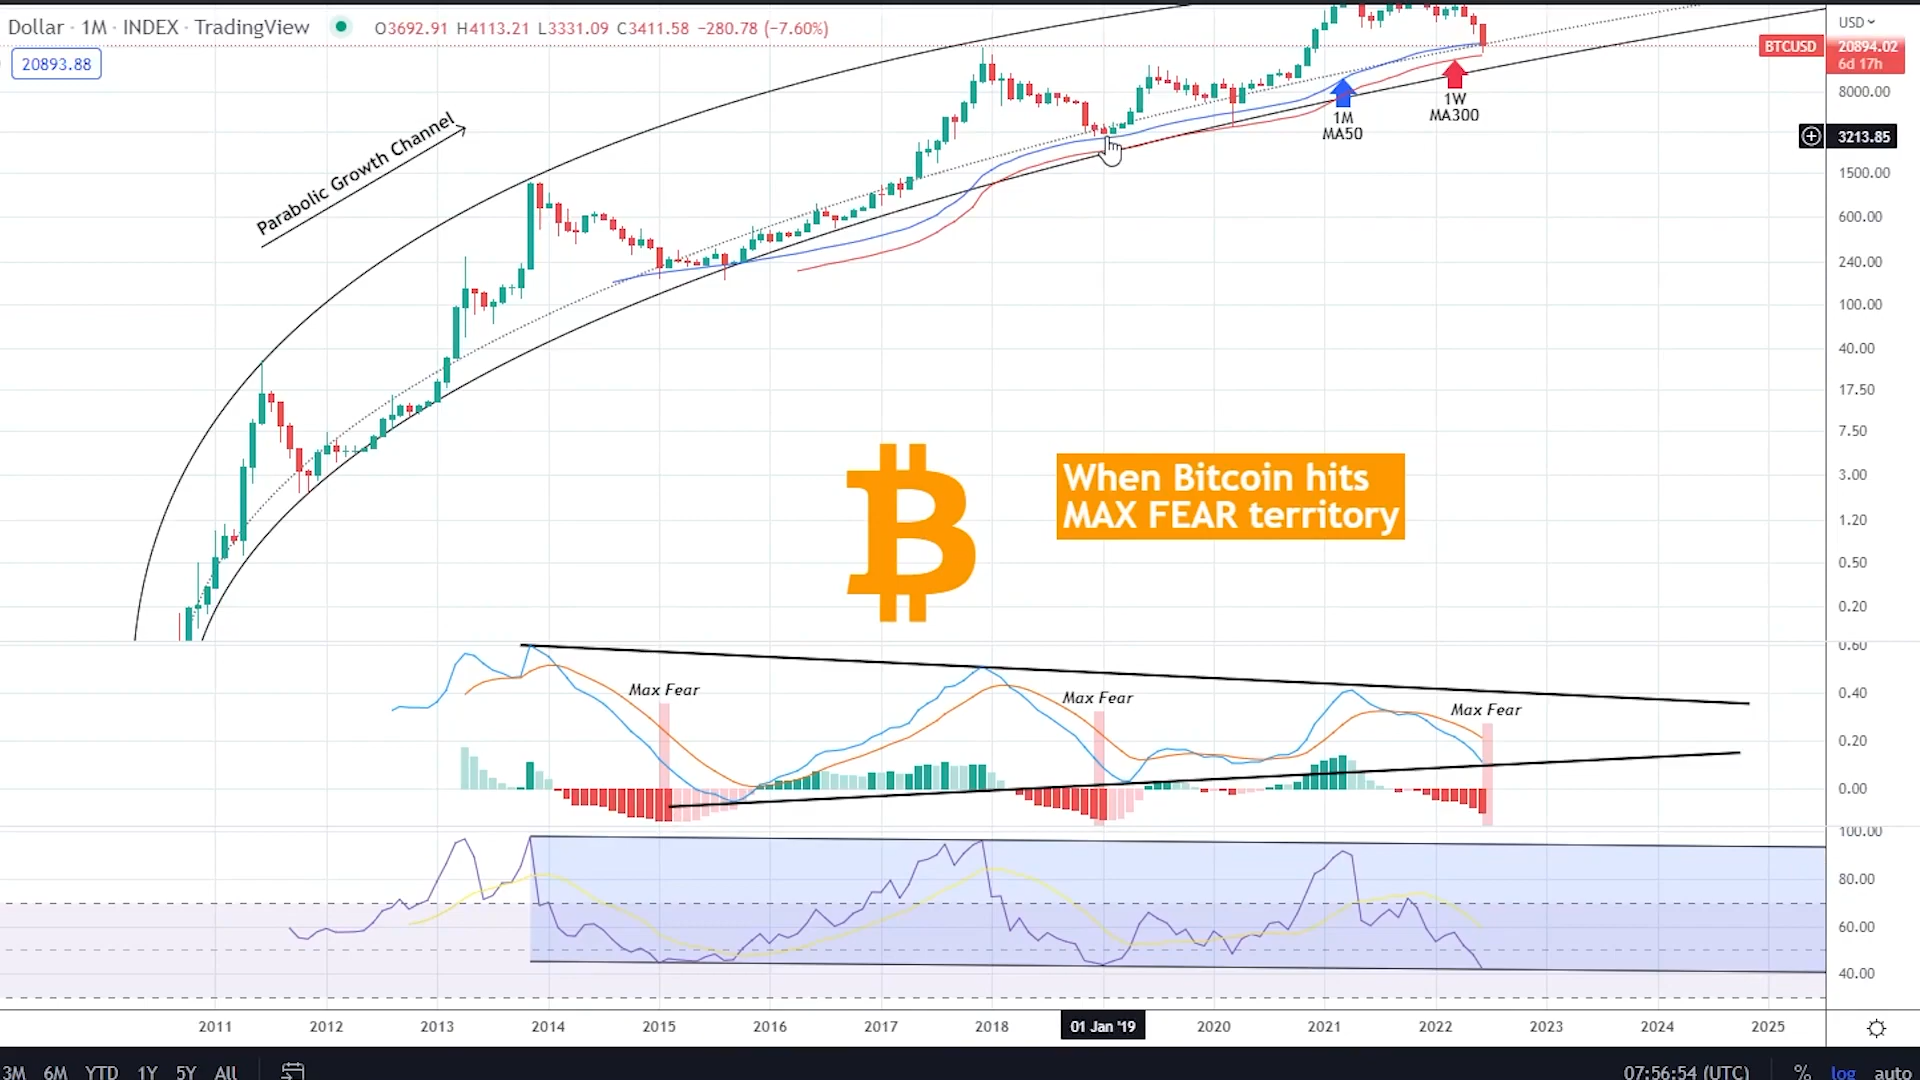 Dollar · 1M · INDEX · TradingView O3692.91 H4113.21 L3331.09 C3411.58 −280.78 (−7.60%)
20893.88
USD
BTCUSD 20894.02
6d 17h
8000.00
3213.85
1500.00
600.00
240.00
100.00
40.00
17.50
7.50
3.00
1.20
0.50
0.20
Parabolic Growth Channel
1M
MA50
1W
MA300
When Bitcoin hits
MAX FEAR territory
0.60
0.40
0.20
0.00
Max Fear
Max Fear
Max Fear
100.00
80.00
60.00
40.00
2011 2012 2013 2014 2015 2016 2017 2018 01 Jan '19 2020 2021 2022 2023 2024 2025
3M 6M YTD 1Y 5Y All 07:56:54 (UTC) % log auto